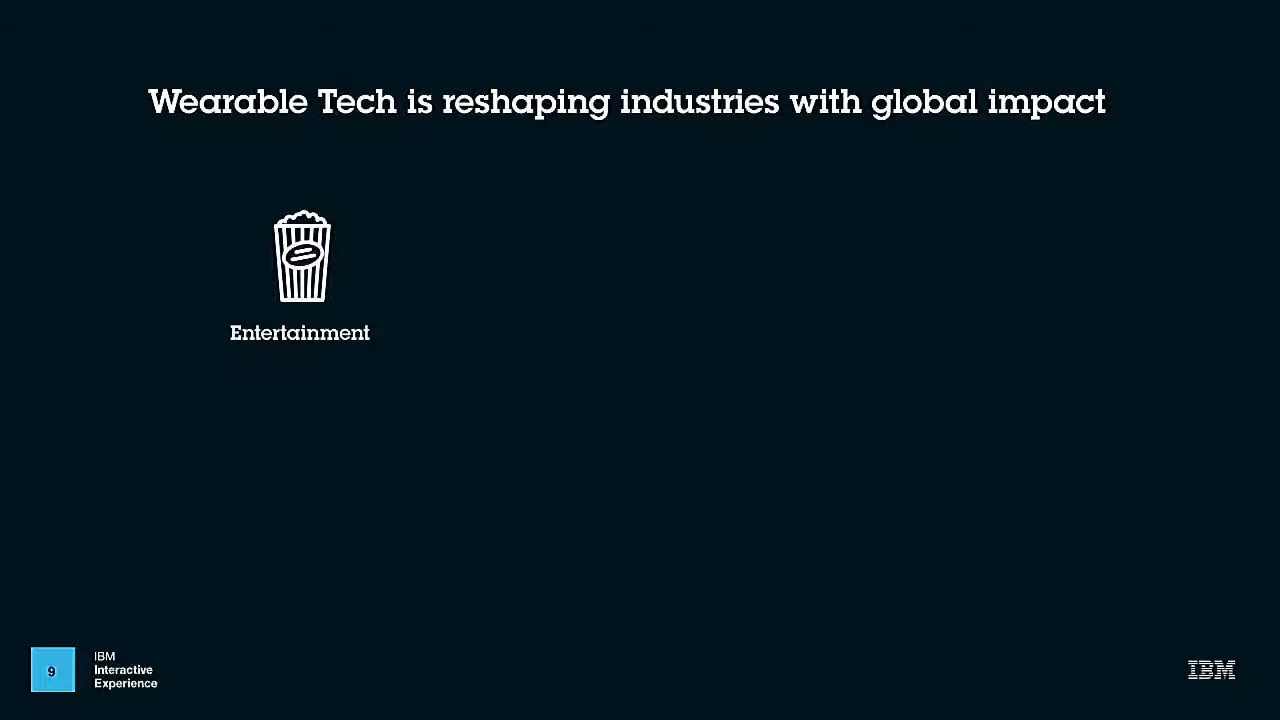 Wearable Tech is reshaping industries with global impact
Entertainment
9
IBM
Interactive
Experience
IBM